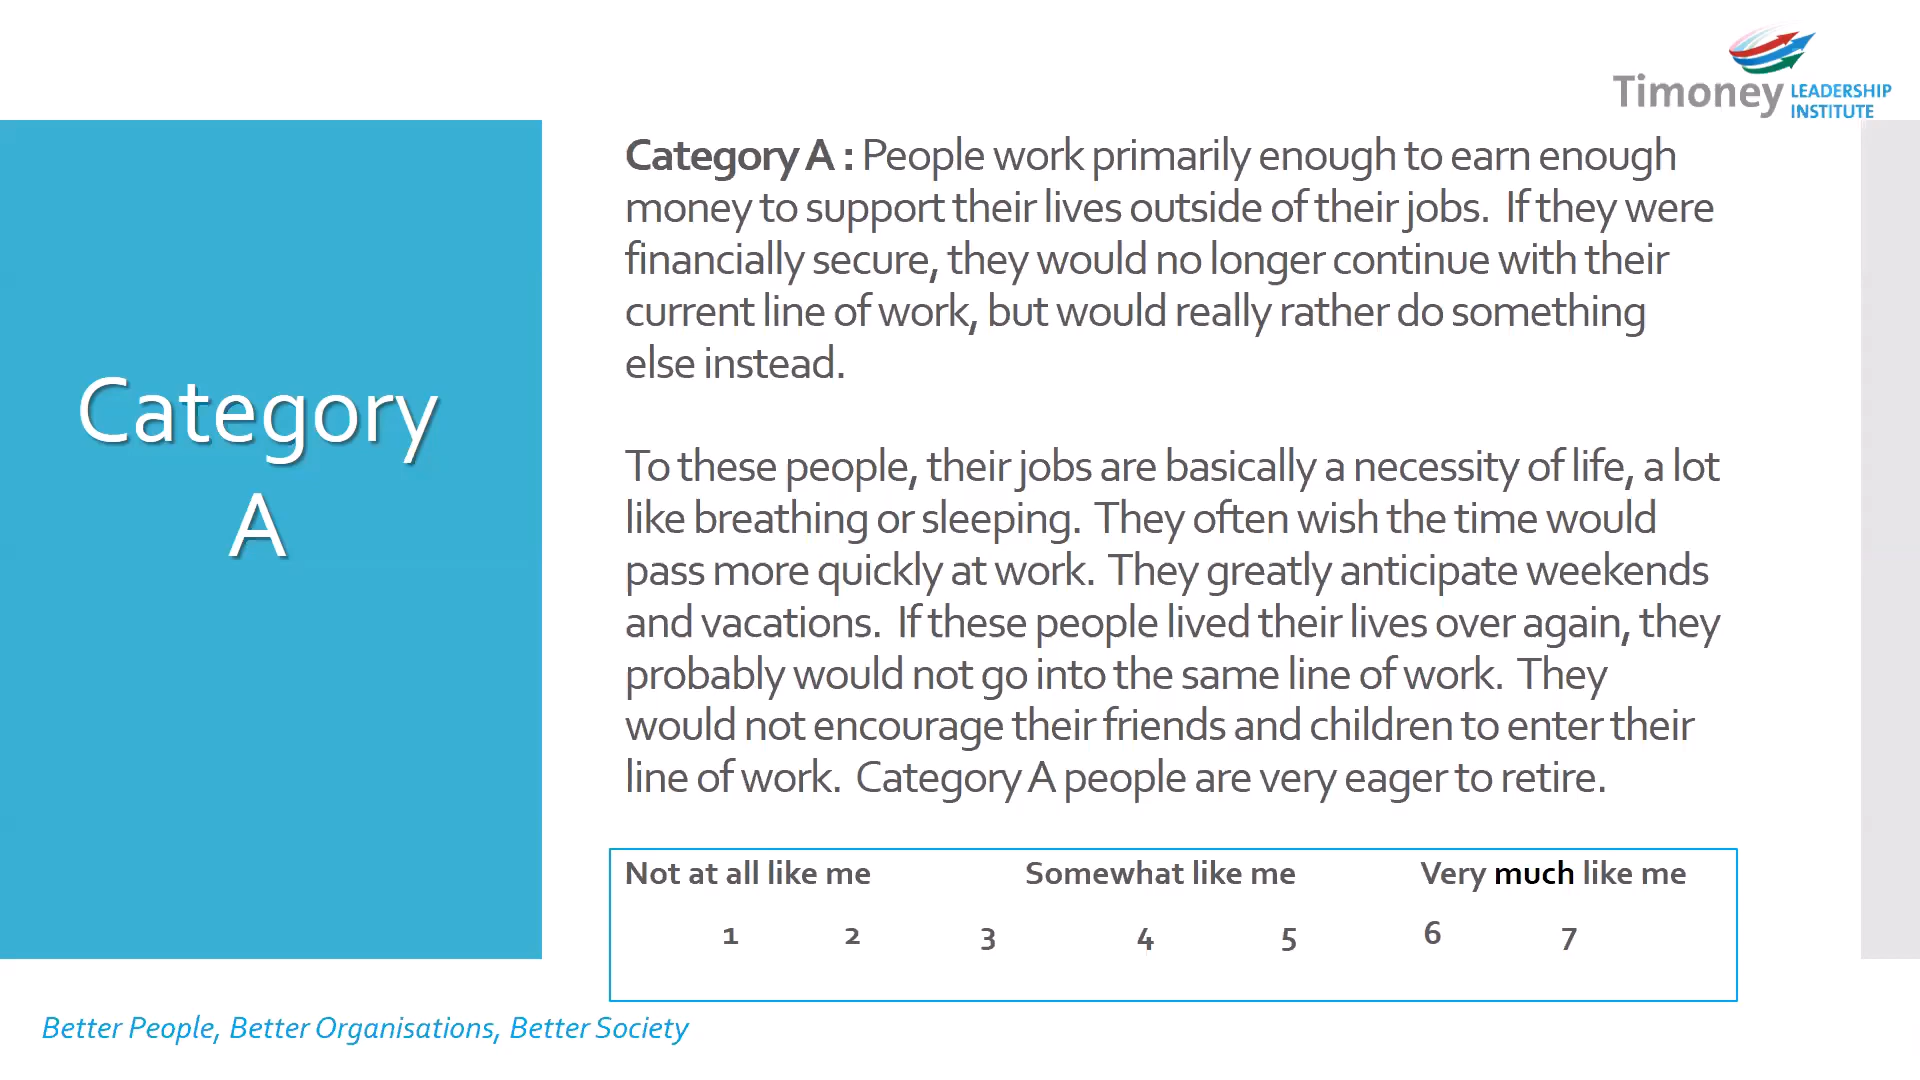 Timoney LEADERSHIP
INSTITUTE
Category
A
Category A : People work primarily enough to earn enough
money to support their lives outside of their jobs.  If they were
financially secure, they would no longer continue with their
current line of work, but would really rather do something
else instead.
To these people, their jobs are basically a necessity of life, a lot
like breathing or sleeping.  They often wish the time would
pass more quickly at work.  They greatly anticipate weekends
and vacations.  If these people lived their lives over again, they
probably would not go into the same line of work.  They
would not encourage their friends and children to enter their
line of work.  Category A people are very eager to retire.
Not at all like me Somewhat like me Very much like me
1 2 3 4 5 6 7
Better People, Better Organisations, Better Society